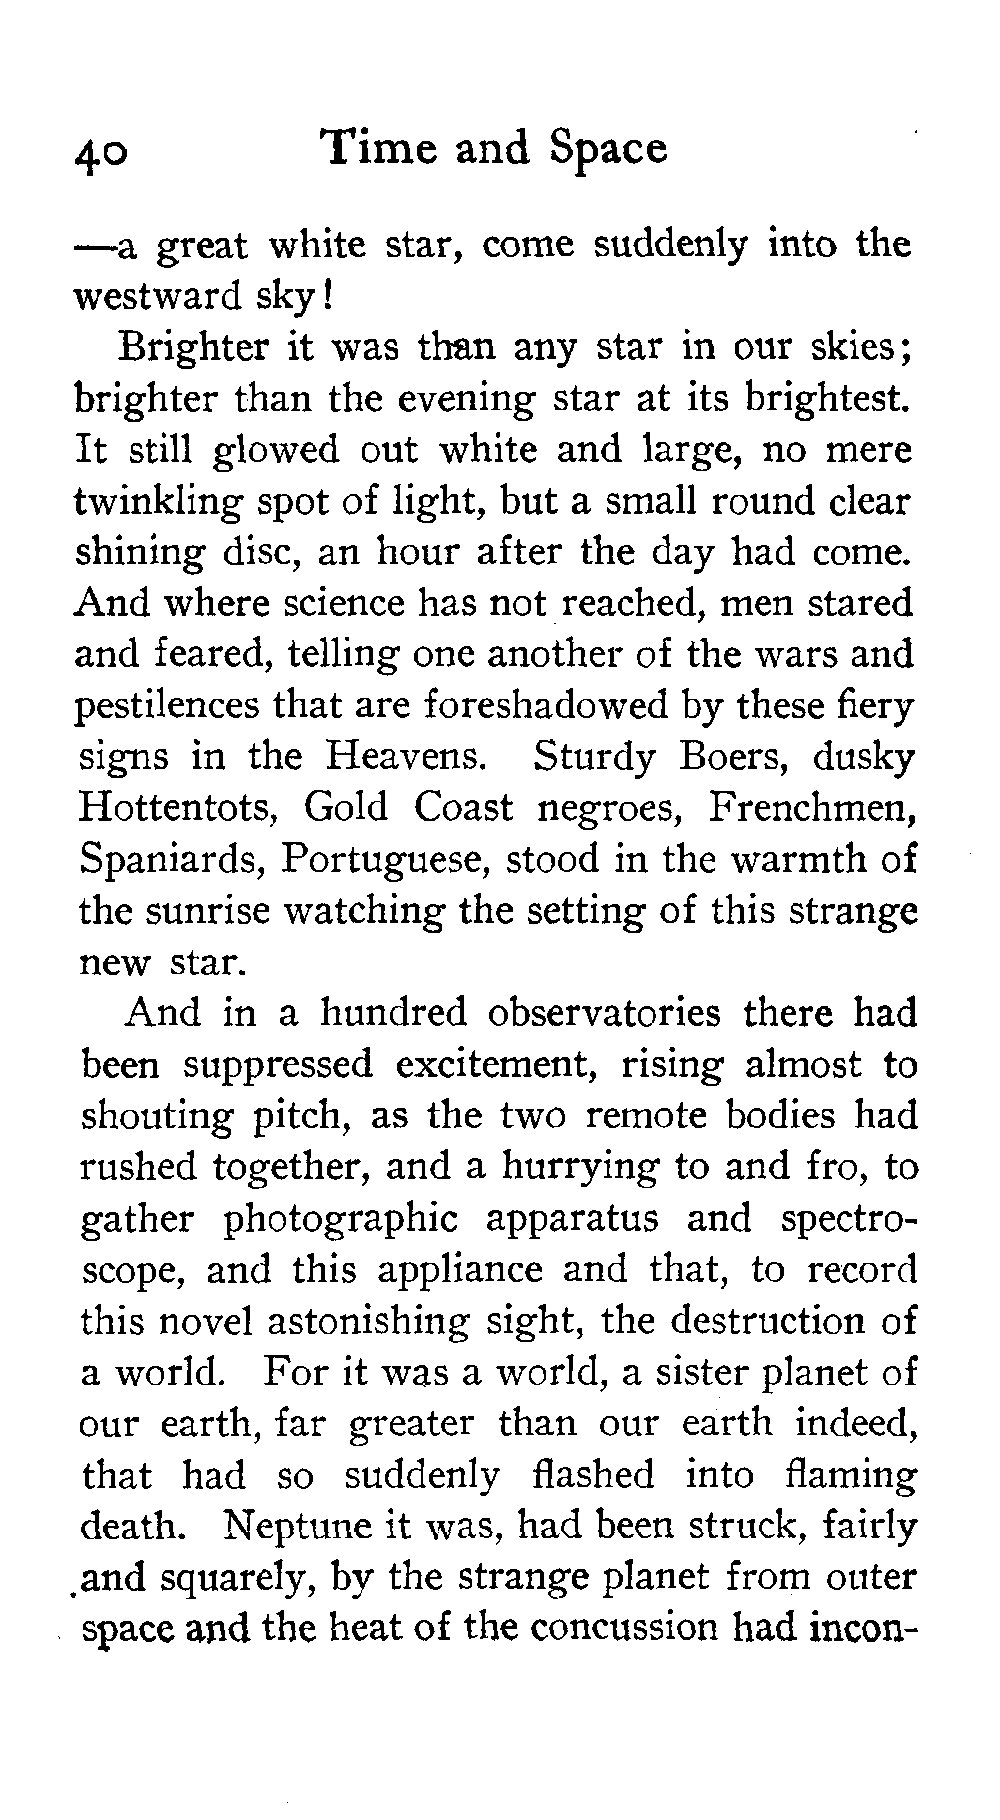 40 Time and Space
—a great white star, come suddenly into the
westward sky!
Brighter it was than any star in our skies;
brighter than the evening star at its brightest.
It still glowed out white and large, no mere
twinkling spot of light, but a small round clear
shining disc, an hour after the day had come.
And where science has not reached, men stared
and feared, telling one another of the wars and
pestilences that are foreshadowed by these fiery
signs in the Heavens. Sturdy Boers, dusky
Hottentots, Gold Coast negroes, Frenchmen,
Spaniards, Portuguese, stood in the warmth of
the sunrise watching the setting of this strange
new star.
And in a hundred observatories there had
been suppressed excitement, rising almost to
shouting pitch, as the two remote bodies had
rushed together, and a hurrying to and fro, to
gather photographic apparatus and spectro-
scope, and this appliance and that, to record
this novel astonishing sight, the destruction of
a world. For it was a world, a sister planet of
our earth, far greater than our earth indeed,
that had so suddenly flashed into flaming
death. Neptune it was, had been struck, fairly
and squarely, by the strange planet from outer
space and the heat of the concussion had incon-